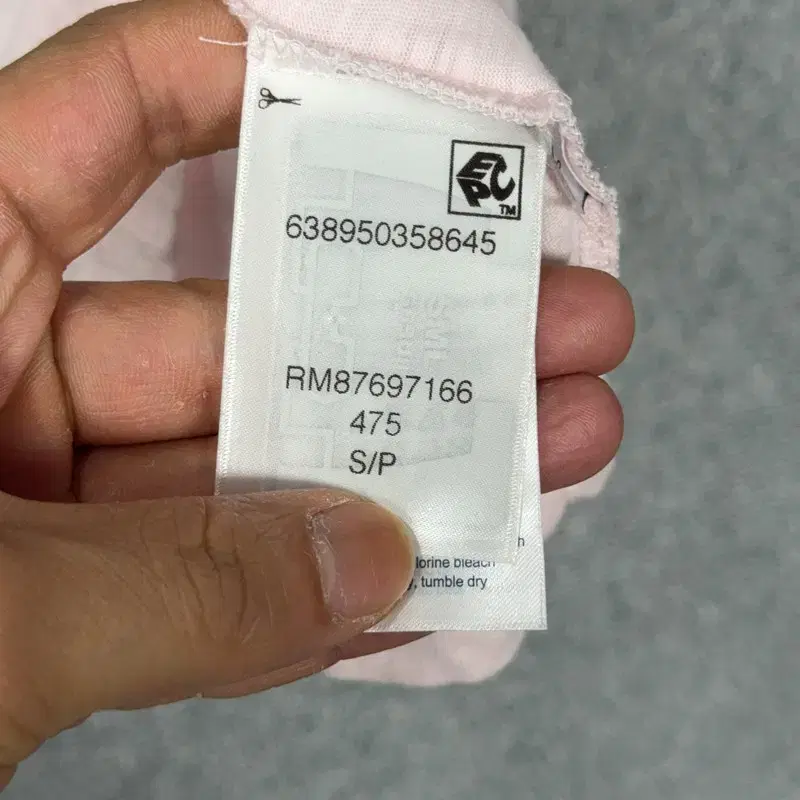 EPC
TM
638950358645
RM87697166
475
S/P
lorine bleach
, tumble dry